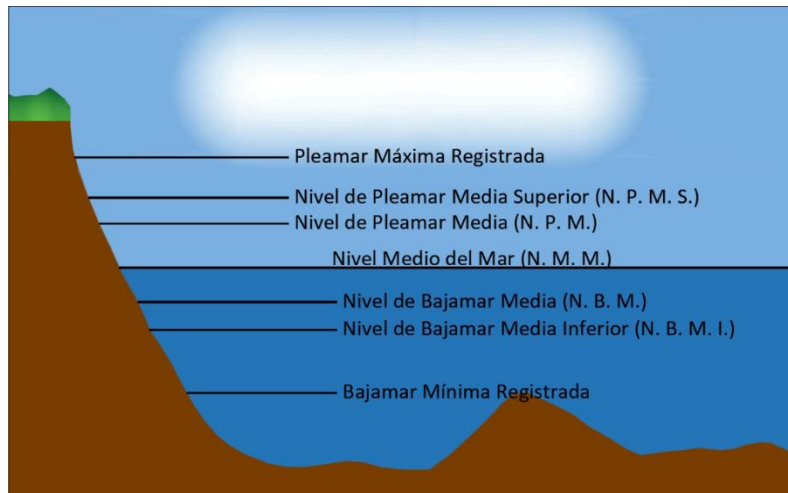 Pleamar Máxima Registrada
Nivel de Pleamar Media Superior (N. P. M. S.)
Nivel de Pleamar Media (N. P. M.)
Nivel Medio del Mar (N. M. M.)
Nivel de Bajamar Media (N. B. M.)
Nivel de Bajamar Media Inferior (N. B. M. I.)
Bajamar Mínima Registrada